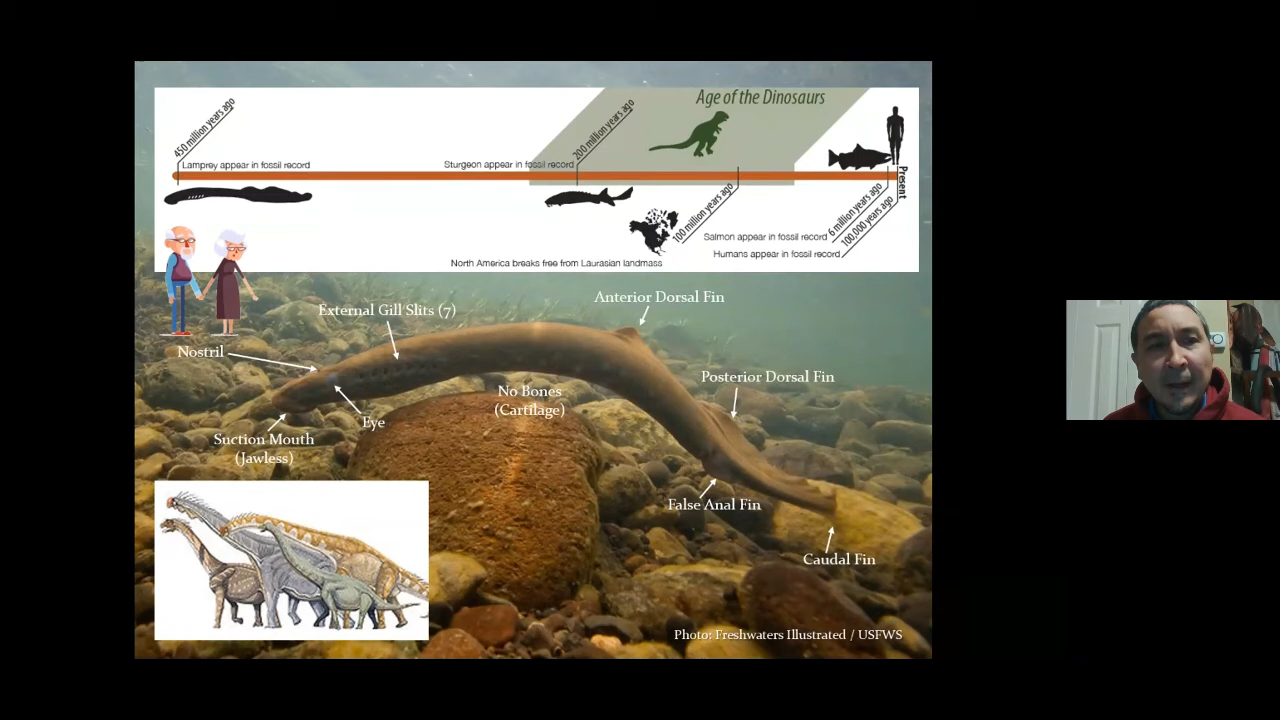 Age of the Dinosaurs
450 million years ago
200 million years ago
Lamprey appear in fossil record
Sturgeon appear in fossil record
Present
100 million years ago
6 million years ago
Salmon appear in fossil record
100,000 years ago
Humans appear in fossil record
North America breaks free from Laurasian landmass
External Gill Slits (7)
Anterior Dorsal Fin
Nostril
Posterior Dorsal Fin
No Bones
(Cartilage)
Eye
Suction Mouth
(Jawless)
False Anal Fin
Caudal Fin
Photo: Freshwaters Illustrated / USFWS